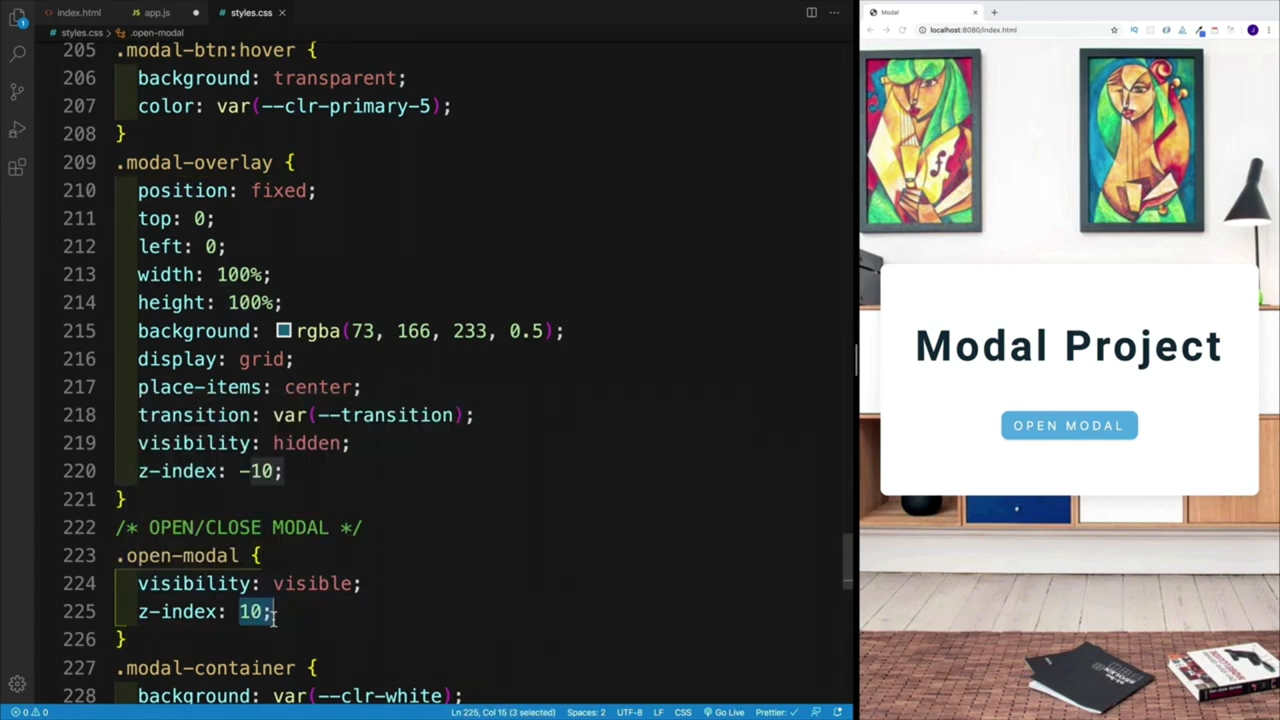 index.html
app.js
styles.css
styles.css > .open-modal
205 .modal-btn:hover {
206 background: transparent;
207 color: var(--clr-primary-5);
208 }
209 .modal-overlay {
210 position: fixed;
211 top: 0;
212 left: 0;
213 width: 100%;
214 height: 100%;
215 background: rgba(73, 166, 233, 0.5);
216 display: grid;
217 place-items: center;
218 transition: var(--transition);
219 visibility: hidden;
220 z-index: -10;
221 }
222 /* OPEN/CLOSE MODAL */
223 .open-modal {
224 visibility: visible;
225 z-index: 10;
226 }
227 .modal-container {
228 background: var(--clr-white);
0 0
Ln 225, Col 15 (3 selected) Spaces: 2 UTF-8 LF CSS Go Live Prettier: ✓
1
Modal
localhost:8080/index.html
J
Modal Project
OPEN MODAL